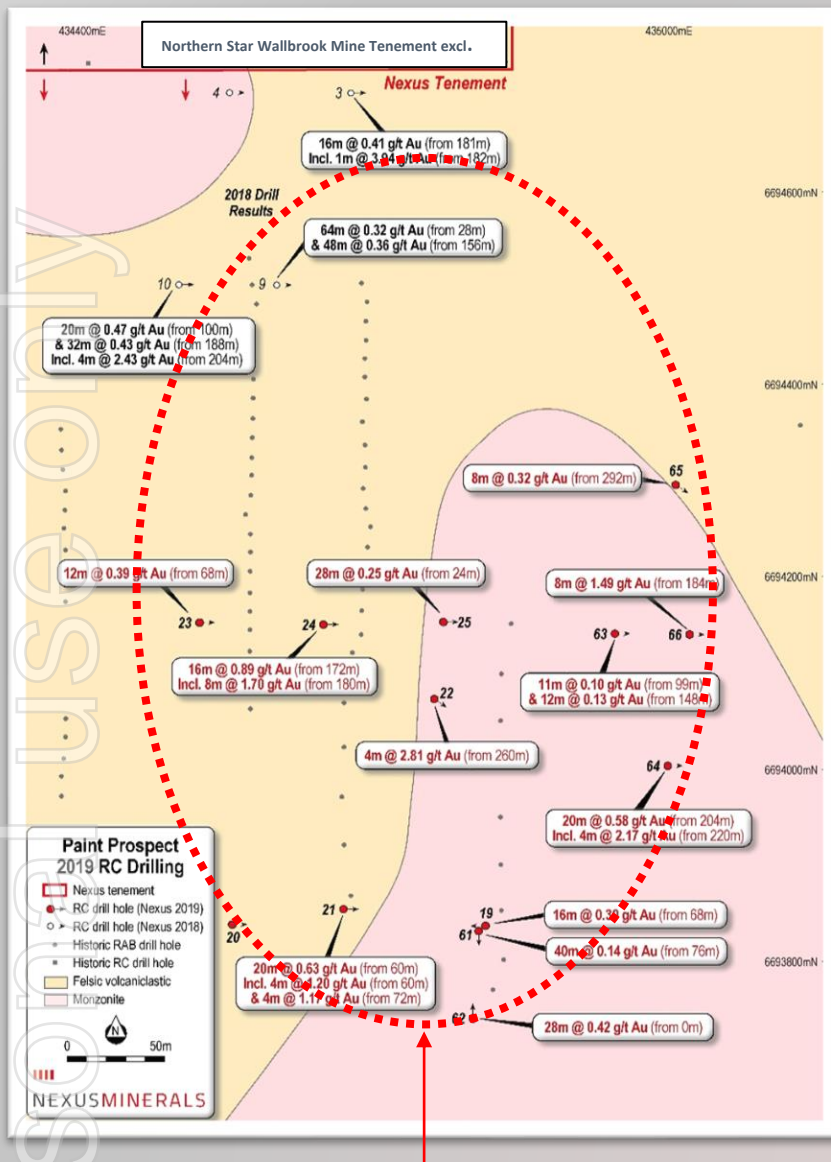 434400mE
Northern Star Wallbrook Mine Tenement excl.
436000mE
Nexus Tenement
4
3
16m @ 0.41 g/t Au (from 181m)
Incl. 1m @ 3.94 g/t Au (from 182m)
6694600mN
2018 Drill
Results
64m @ 0.32 g/t Au (from 28m)
& 48m @ 0.36 g/t Au (from 156m)
10
9
20m @ 0.47 g/t Au (from 100m)
& 32m @ 0.43 g/t Au (from 188m)
Incl. 4m @ 2.43 g/t Au (from 204m)
6694400mN
65
8m @ 0.32 g/t Au (from 292m)
12m @ 0.39 g/t Au (from 68m)
28m @ 0.25 g/t Au (from 24m)
8m @ 1.49 g/t Au (from 184m)
6694200mN
23
24
25
63
66
16m @ 0.89 g/t Au (from 172m)
Incl. 8m @ 1.70 g/t Au (from 180m)
11m @ 0.10 g/t Au (from 99m)
& 12m @ 0.13 g/t Au (from 148m)
22
4m @ 2.81 g/t Au (from 260m)
64
6694000mN
20m @ 0.58 g/t Au (from 204m)
Incl. 4m @ 2.17 g/t Au (from 220m)
Paint Prospect
2019 RC Drilling
Nexus tenement
RC drill hole (Nexus 2019)
RC drill hole (Nexus 2018)
Historic RAB drill hole
Historic RC drill hole
Felsic volcaniclastic
Monzonite
N
0 50m
NEXUSMINERALS
20
21
19
16m @ g/t Au (from 68m)
61
40m @ 0.14 g/t Au (from 76m)
20m @ 0.63 g/t Au (from 60m)
Incl. 4m @ 1.20 g/t Au (from 60m)
& 4m @ g/t Au (from 72m)
6693800mN
62
28m @ 0.42 g/t Au (from 0m)
sonal use only